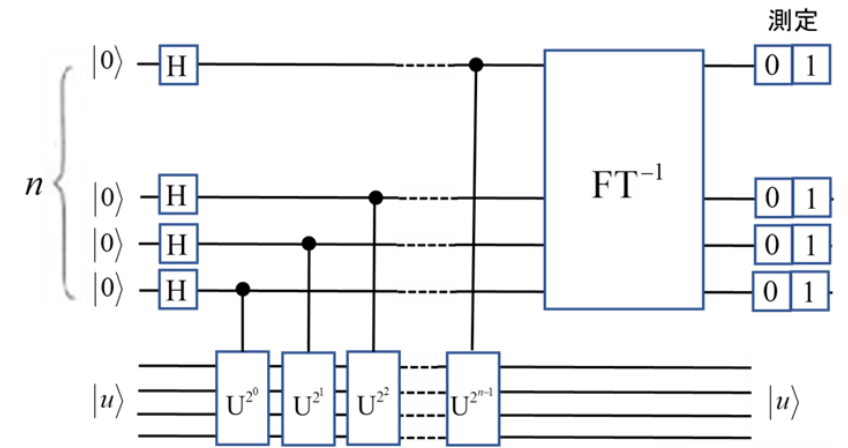 測定
|0⟩ H 0 1
n
FT⁻¹
|0⟩ H 0 1
|0⟩ H 0 1
|0⟩ H 0 1
|u⟩ U^{2^0} U^{2^1} U^{2^2} U^{2^{n-1}} |u⟩